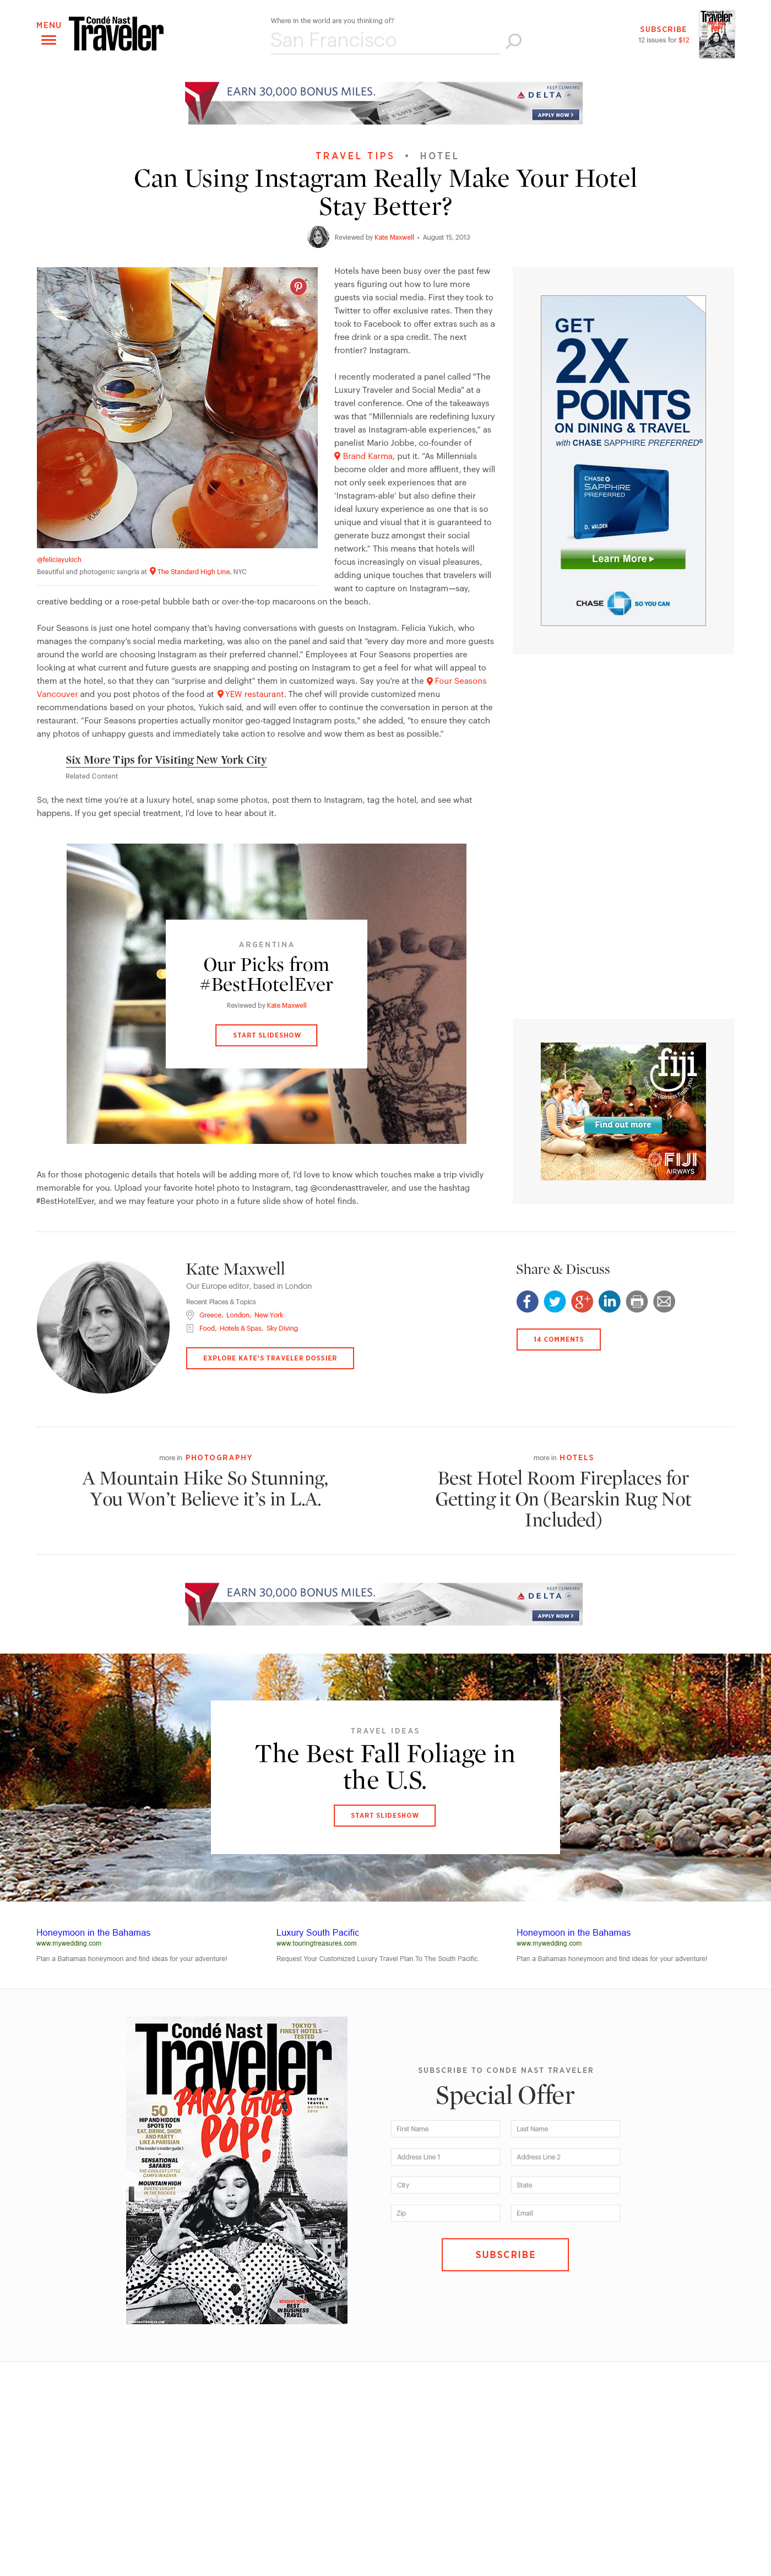 MENU
Condé Nast
Traveler
Where in the world are you thinking of?
San Francisco
SUBSCRIBE
12 issues for $12
EARN 30,000 BONUS MILES.
KEEP CLIMBING
DELTA
APPLY NOW >
TRAVEL TIPS • HOTEL
Can Using Instagram Really Make Your Hotel
Stay Better?
Reviewed by Kate Maxwell • August 15, 2013
@feliciayukich
Beautiful and photogenic sangria at The Standard High Line, NYC
Hotels have been busy over the past few
years figuring out how to lure more
guests via social media. First they took to
Twitter to offer exclusive rates. Then they
took to Facebook to offer extras such as a
free drink or a spa credit. The next
frontier? Instagram.
I recently moderated a panel called "The
Luxury Traveler and Social Media" at a
travel conference. One of the takeaways
was that “Millennials are redefining luxury
travel as Instagram-able experiences,” as
panelist Mario Jobbe, co-founder of
Brand Karma, put it. “As Millennials
become older and more affluent, they will
not only seek experiences that are
‘Instagram-able’ but also define their
ideal luxury experience as one that is so
unique and visual that it is guaranteed to
generate buzz amongst their social
network.” This means that hotels will
focus increasingly on visual pleasures,
adding unique touches that travelers will
want to capture on Instagram—say,
creative bedding or a rose-petal bubble bath or over-the-top macaroons on the beach.
Four Seasons is just one hotel company that's having conversations with guests on Instagram. Felicia Yukich, who
manages the company's social media marketing, was also on the panel and said that “every day more and more guests
around the world are choosing Instagram as their preferred channel.” Employees at Four Seasons properties are
looking at what current and future guests are snapping and posting on Instagram to get a feel for what will appeal to
them at the hotel, so that they can “surprise and delight” them in customized ways. Say you're at the Four Seasons
Vancouver and you post photos of the food at YEW restaurant. The chef will provide customized menu
recommendations based on your photos, Yukich said, and will even offer to continue the conversation in person at the
restaurant. “Four Seasons properties actually monitor geo-tagged Instagram posts,” she added, “to ensure they catch
any photos of unhappy guests and immediately take action to resolve and wow them as best as possible.”
Six More Tips for Visiting New York City
Related Content
So, the next time you're at a luxury hotel, snap some photos, post them to Instagram, tag the hotel, and see what
happens. If you get special treatment, I'd love to hear about it.
GET
2X
POINTS
ON DINING & TRAVEL
with CHASE SAPPHIRE PREFERRED®
CHASE
SAPPHIRE
PREFERRED
D. WALDEN
Learn More
CHASE SO YOU CAN
ARGENTINA
Our Picks from
#BestHotelEver
Reviewed by Kate Maxwell
START SLIDESHOW
fiji
Find out more
FIJI
AIRWAYS
As for those photogenic details that hotels will be adding more of, I'd love to know which touches make a trip vividly
memorable for you. Upload your favorite hotel photo to Instagram, tag @condenasttraveler, and use the hashtag
#BestHotelEver, and we may feature your photo in a future slide show of hotel finds.
Kate Maxwell
Our Europe editor, based in London
Recent Places & Topics
Greece, London, New York
Food, Hotels & Spas, Sky Diving
EXPLORE KATE'S TRAVELER DOSSIER
Share & Discuss
14 COMMENTS
more in PHOTOGRAPHY
A Mountain Hike So Stunning,
You Won't Believe it's in L.A.
more in HOTELS
Best Hotel Room Fireplaces for
Getting it On (Bearskin Rug Not
Included)
EARN 30,000 BONUS MILES.
KEEP CLIMBING
DELTA
APPLY NOW >
TRAVEL IDEAS
The Best Fall Foliage in
the U.S.
START SLIDESHOW
Honeymoon in the Bahamas
www.mywedding.com
Plan a Bahamas honeymoon and find ideas for your adventure!
Luxury South Pacific
www.touringtreasures.com
Request Your Customized Luxury Travel Plan To The South Pacific.
Honeymoon in the Bahamas
www.mywedding.com
Plan a Bahamas honeymoon and find ideas for your adventure!
Condé Nast
Traveler
TOKYO'S
FINEST HOTELS—
TESTED
TRUTH IN
TRAVEL
OCTOBER
PARIS GOES
POP!
50
HIP AND HIDDEN
SPOTS TO
EAT, DRINK, SHOP,
AND PARTY
LIKE A PARISIAN
(The insider's insider guide)
SENSATIONAL
SAFARIS
THE COOLEST LITTLE
CAMPS IN KENYA
MOUNTAIN HIGH
RUSTIC LUXURY
IN THE ROCKIES
BEST
IN BUSINESS
TRAVEL
SUBSCRIBE TO CONDE NAST TRAVELER
Special Offer
First Name
Last Name
Address Line 1
Address Line 2
City
State
Zip
Email
SUBSCRIBE